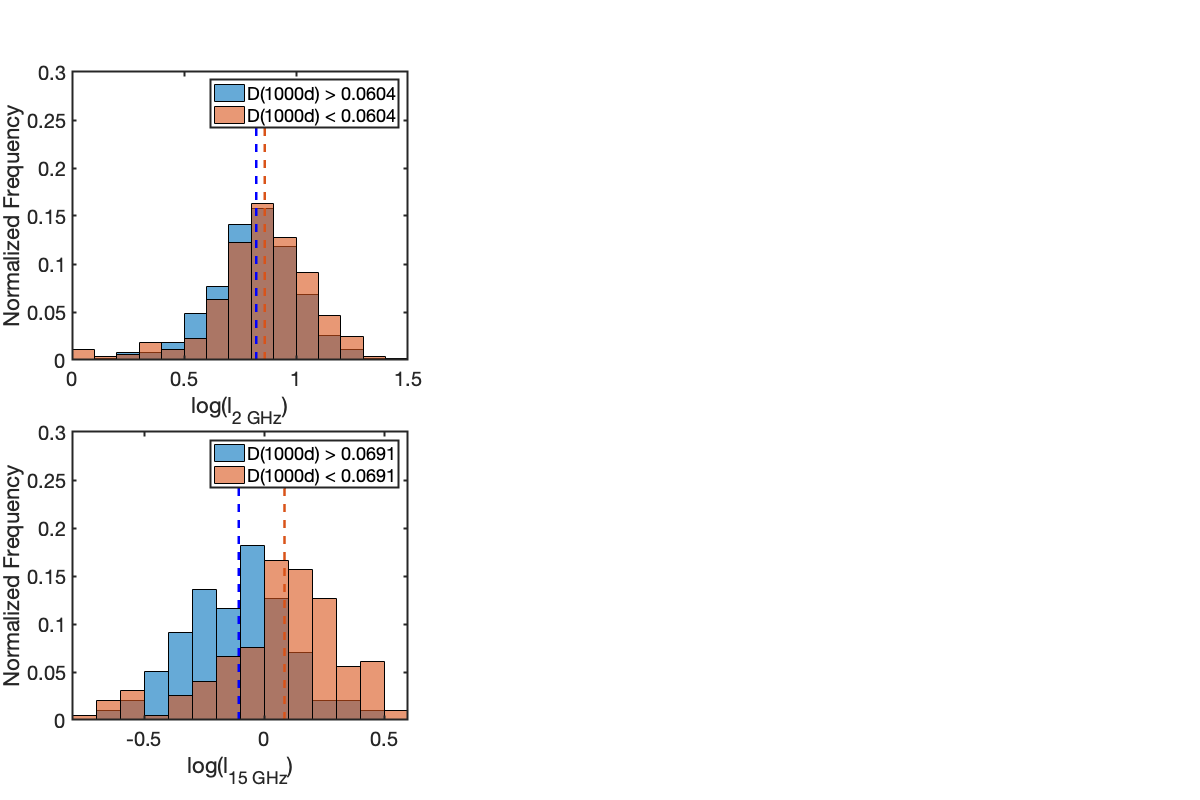 0.3
0.25
0.2
0.15
0.1
0.05
0
Normalized Frequency
D(1000d) > 0.0604
D(1000d) < 0.0604
0 0.5 1 1.5
log(I_2 GHz)
0.3
0.25
0.2
0.15
0.1
0.05
0
Normalized Frequency
D(1000d) > 0.0691
D(1000d) < 0.0691
-0.5 0 0.5
log(I_15 GHz)